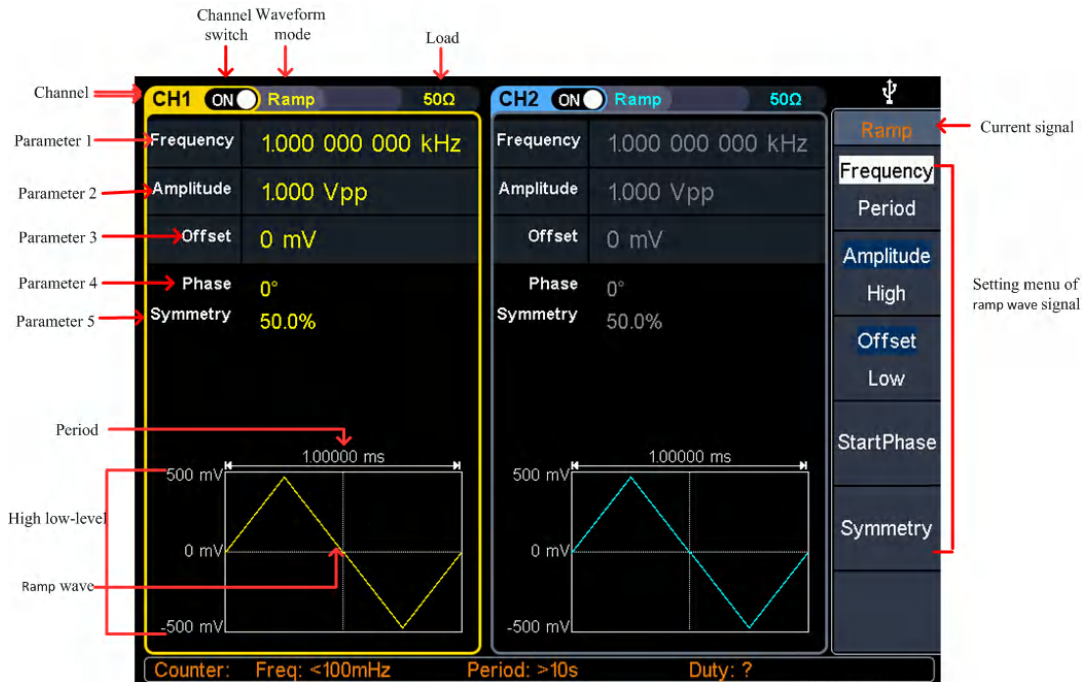 Channel Waveform
switch mode Load
Channel CH1 ON Ramp 50Ω CH2 ON Ramp 50Ω
Ramp Current signal
Parameter 1 Frequency 1.000 000 000 kHz Frequency 1.000 000 000 kHz
Frequency
Parameter 2 Amplitude 1.000 Vpp Amplitude 1.000 Vpp
Period
Parameter 3 Offset 0 mV Offset 0 mV
Amplitude
Parameter 4 Phase 0° Phase 0°
High
Setting menu of
ramp wave signal
Parameter 5 Symmetry 50.0% Symmetry 50.0%
Offset
Low
Period
StartPhase
1.00000 ms 1.00000 ms
500 mV 500 mV
High low-level
Symmetry
0 mV 0 mV
Ramp wave
-500 mV -500 mV
Counter: Freq: <100mHz Period: >10s Duty: ?